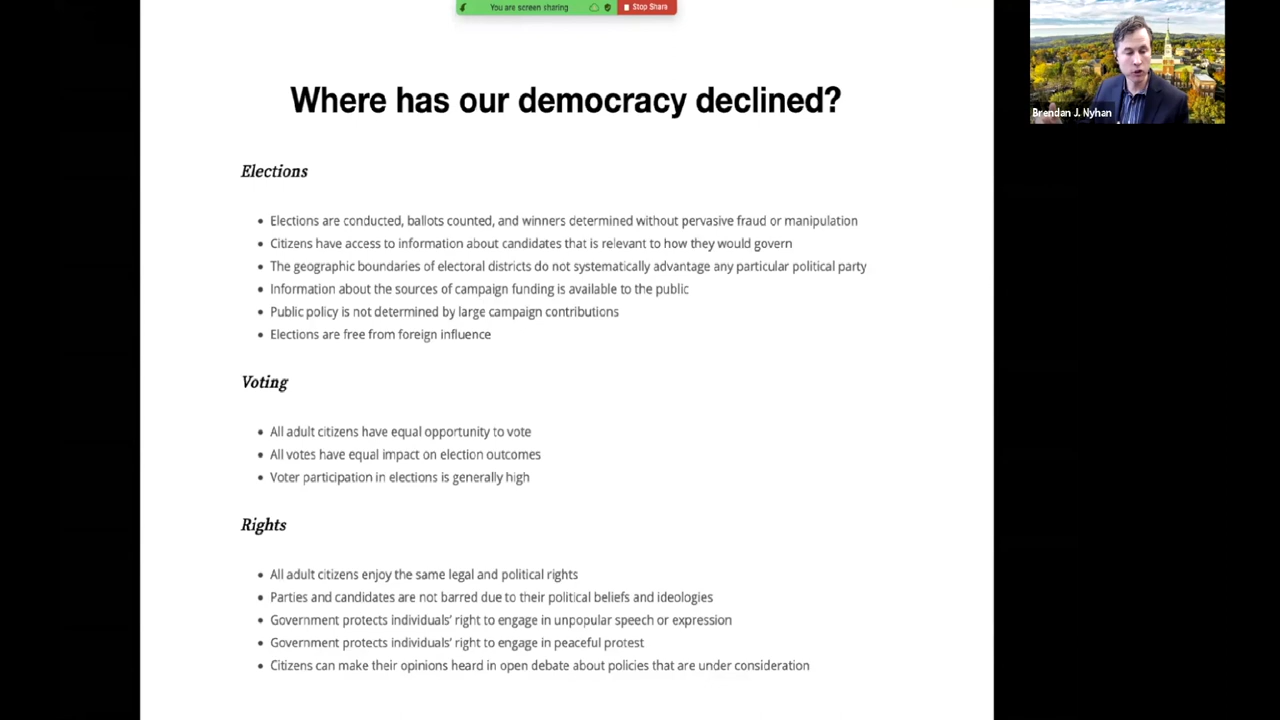 You are screen sharing
Stop Share
Where has our democracy declined?
Brendan J. Nyhan
Elections
Elections are conducted, ballots counted, and winners determined without pervasive fraud or manipulation
Citizens have access to information about candidates that is relevant to how they would govern
The geographic boundaries of electoral districts do not systematically advantage any particular political party
Information about the sources of campaign funding is available to the public
Public policy is not determined by large campaign contributions
Elections are free from foreign influence
Voting
All adult citizens have equal opportunity to vote
All votes have equal impact on election outcomes
Voter participation in elections is generally high
Rights
All adult citizens enjoy the same legal and political rights
Parties and candidates are not barred due to their political beliefs and ideologies
Government protects individuals’ right to engage in unpopular speech or expression
Government protects individuals’ right to engage in peaceful protest
Citizens can make their opinions heard in open debate about policies that are under consideration